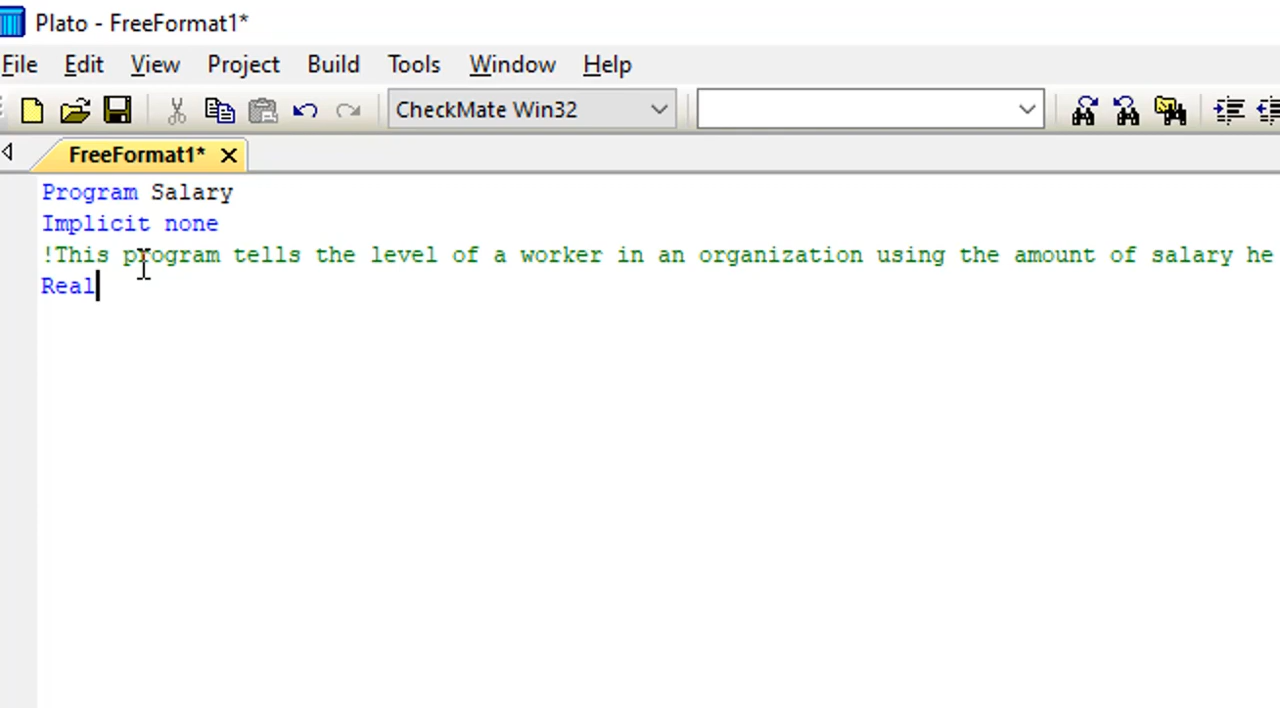 Plato - FreeFormat1*
File Edit View Project Build Tools Window Help
CheckMate Win32
FreeFormat1*
Program Salary
Implicit none
!This program tells the level of a worker in an organization using the amount of salary he
Real